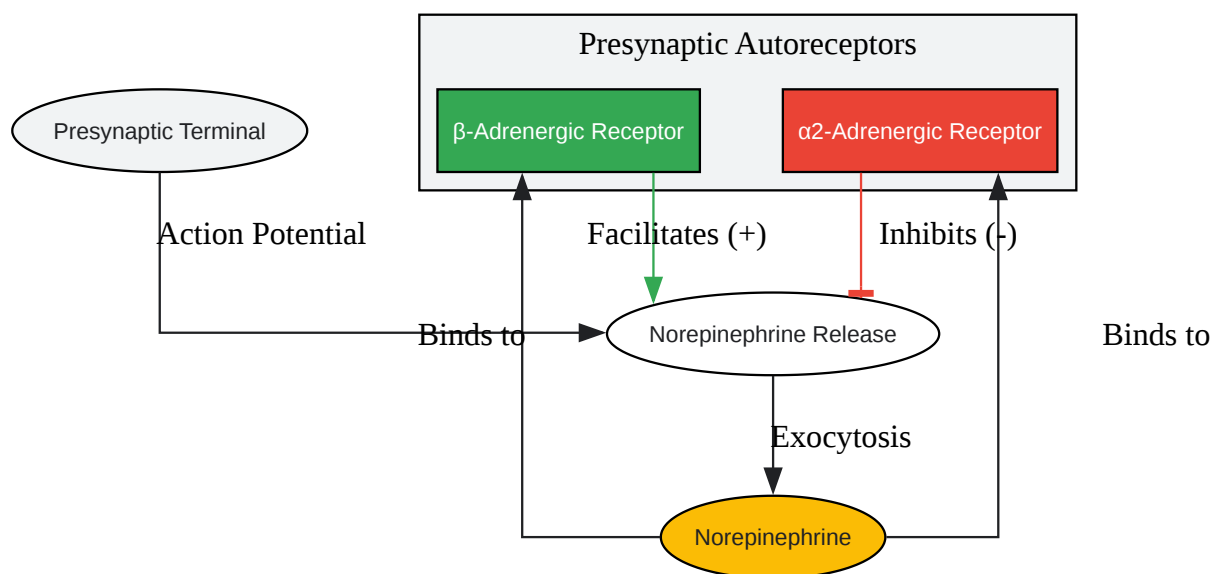 Presynaptic Autoreceptors
Presynaptic Terminal
β-Adrenergic Receptor
α2-Adrenergic Receptor
Action Potential
Facilitates (+)
Inhibits (-)
Binds to
Norepinephrine Release
Binds to
Exocytosis
Norepinephrine